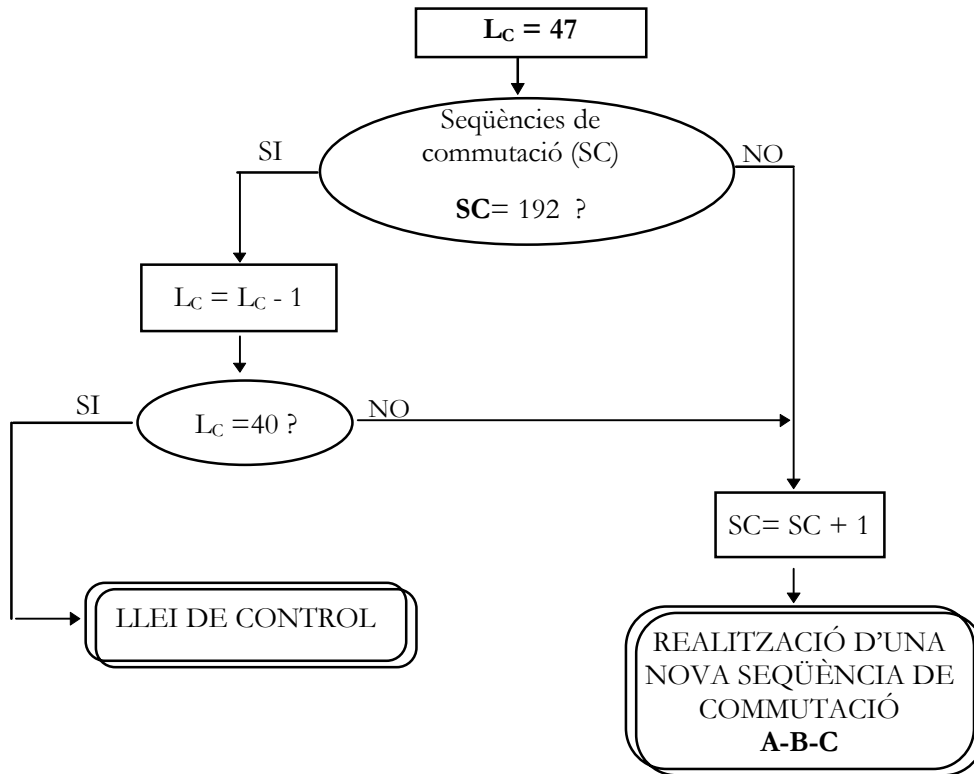 L_C = 47
Seqüències de
commutació (SC)
SI
NO
SC= 192 ?
L_C = L_C - 1
SI
L_C =40 ?
NO
SC= SC + 1
LLEI DE CONTROL
REALITZACIÓ D'UNA
NOVA SEQÜÈNCIA DE
COMMUTACIÓ
A-B-C